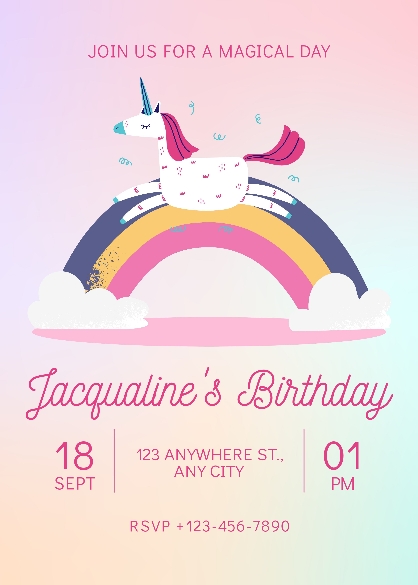 JOIN US FOR A MAGICAL DAY
Jacqualine's Birthday
18
SEPT
123 ANYWHERE ST.,
ANY CITY
01
PM
RSVP +123-456-7890